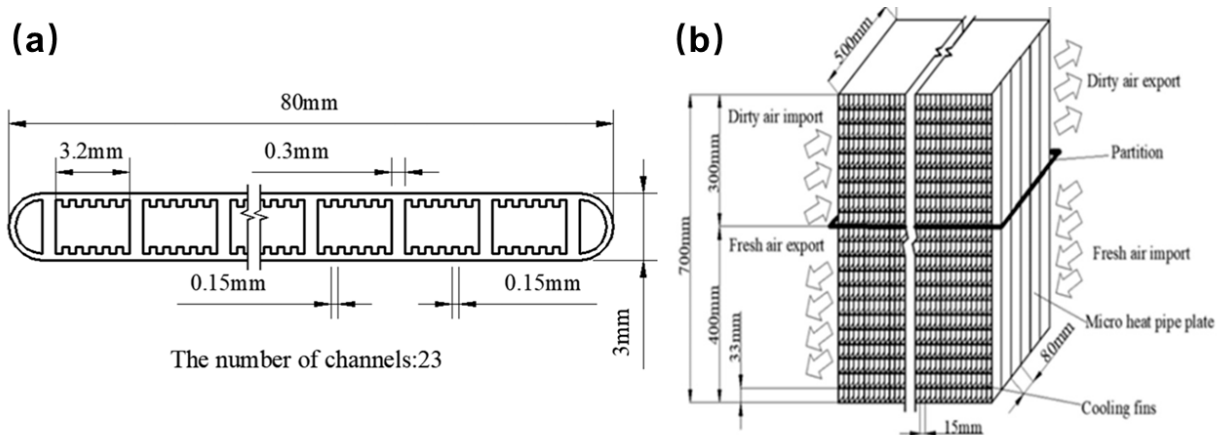 (a)
80mm
3.2mm
0.3mm
0.15mm
0.15mm
3mm
The number of channels:23
(b)
500mm
Dirty air export
Dirty air import
Partition
300mm
700mm
Fresh air export
Fresh air import
400mm
Micro heat pipe plate
33mm
80mm
Cooling fins
15mm